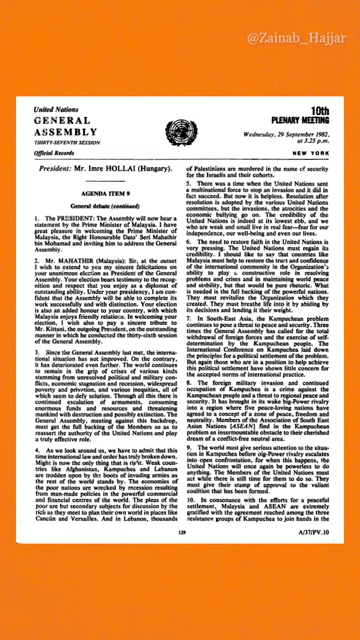 @Zainab_Hajjar
United Nations
GENERAL
ASSEMBLY
THIRTY-SEVENTH SESSION
Official Records
10th
PLENARY MEETING
Wednesday, 29 September 1982,
at 3.25 p.m.
NEW YORK
President: Mr. Imre HOLLAI (Hungary).
AGENDA ITEM 9
General debate (continued)
1. The PRESIDENT: The Assembly will now hear a
statement by the Prime Minister of Malaysia. I have
great pleasure in welcoming the Prime Minister of
Malaysia, the Right Honourable Dato' Seri Mahathir
bin Mohamad and inviting him to address the General
Assembly.
2. Mr. MAHATHIR (Malaysia): Sir, at the outset
I wish to extend to you my sincere felicitations on
your unanimous election as President of the General
Assembly. Your election bears testimony to the recog-
nition and respect that you enjoy as a diplomat of
outstanding ability. Under your presidency, I am con-
fident that the Assembly will be able to complete its
work successfully and with distinction. Your election
is also an added honour to your country, with which
Malaysia enjoys friendly relations. In welcoming your
election, I wish also to pay a sincere tribute to
Mr. Kittani, the outgoing President, on the outstanding
manner in which he conducted the thirty-sixth session
of the General Assembly.
3. Since the General Assembly last met, the interna-
tional situation has not improved. On the contrary,
it has deteriorated even further. The world continues
to remain in the grip of crises of various kinds
stemming from unresolved political and military con-
flicts, economic stagnation and recession, widespread
poverty and privation, and various inequities, all of
which seem to defy solution. Through all this there is
continued escalation of armaments, consuming
enormous funds and resources and threatening
mankind with destruction and possibly extinction. The
General Assembly, meeting against this backdrop,
must get the full backing of the Members so as to
reassert the authority of the United Nations and play
a truly effective role.
4. As we look around us, we have to admit that this
time international law and order has truly broken down.
Might is now the only thing that is right. Weak coun-
tries like Afghanistan, Kampuchea and Lebanon
are trodden upon by the boots of invading armies as
the rest of the world stands by. The economies of
the poor nations are wrecked by recession resulting
from man-made policies in the powerful commercial
and financial centres of the world. The pleas of the
poor are but secondary subjects for discussion by the
rich as they meet to plan their own world in places like
Cancún and Versailles. And in Lebanon, thousands
of Palestinians are murdered in the name of security
for the Israelis and their cohorts.
5. There was a time when the United Nations sent
a multinational force to stop an invasion and it did in
fact succeed. But now it is helpless. Resolution after
resolution is adopted by the various United Nations
committees, but the invasions, the atrocities and the
economic bullying go on. The credibility of the
United Nations is indeed at its lowest ebb, and we
who are weak and small live in real fear—fear for our
independence, our well-being and even our lives.
6. The need to restore faith in the United Nations is
very pressing. The United Nations must regain its
credibility. I should like to say that countries like
Malaysia must help to restore the trust and confidence
of the international community in the Organization's
ability to play a constructive role in resolving
problems and crises and in maintaining world peace
and stability, but that would be pure rhetoric. What
is needed is the full backing of the powerful nations.
They must revitalize the Organization which they
created. They must breathe life into it by abiding by
its decisions and lending it their weight.
7. In South-East Asia, the Kampuchean problem
continues to pose a threat to peace and security. Three
times the General Assembly has called for the total
withdrawal of foreign forces and the exercise of self-
determination by the Kampuchean people. The
International Conference on Kampuchea laid down
the principles for a political settlement of the problem.
But again those who are in a position to help achieve
this political settlement have shown little concern for
the accepted norms of international practice.
8. The foreign military invasion and continued
occupation of Kampuchea is a crime against the
Kampuchean people and a threat to regional peace and
security. It has brought in its wake big-Power rivalry
into a region where five peace-loving nations have
agreed to a concept of a zone of peace, freedom and
neutrality. Members of the Association of South East
Asian Nations [ASEAN] find in the Kampuchean
problem an insurmountable obstacle to their cherished
dream of a conflict-free neutral area.
9. The world must pay serious attention to the situa-
tion in Kampuchea before big-Power rivalry escalates
into open confrontation, for when this happens, the
United Nations will once again be powerless to do
anything. The Members of the United Nations must
act while there is still time for them to do so. They
must give their stamp of approval to the valiant
coalition that has been formed.
10. In consonance with the efforts for a peaceful
settlement, Malaysia and ASEAN are extremely
gratified with the agreement reached among the three
resistance groups of Kampuchea to join hands in the
129
A/37/PV.10